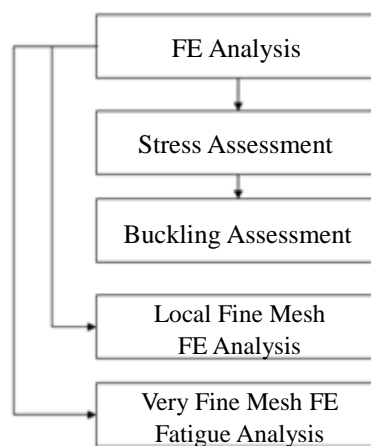 FE Analysis
Stress Assessment
Buckling Assessment
Local Fine Mesh
FE Analysis
Very Fine Mesh FE
Fatigue Analysis